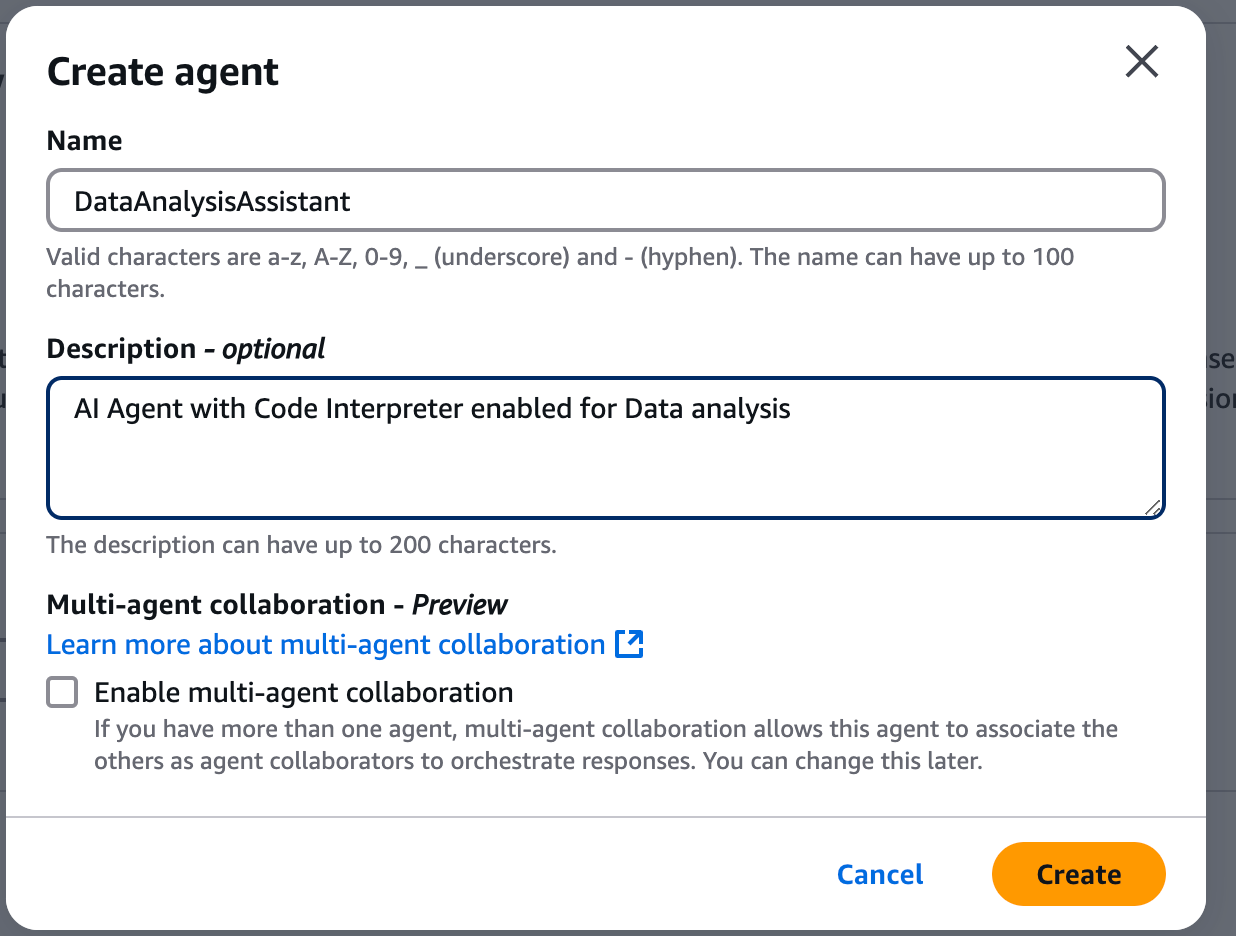 Create agent
Name
DataAnalysisAssistant
Valid characters are a-z, A-Z, 0-9, _ (underscore) and - (hyphen). The name can have up to 100
characters.
Description - optional
AI Agent with Code Interpreter enabled for Data analysis
The description can have up to 200 characters.
Multi-agent collaboration - Preview
Learn more about multi-agent collaboration
Enable multi-agent collaboration
If you have more than one agent, multi-agent collaboration allows this agent to associate the
others as agent collaborators to orchestrate responses. You can change this later.
Cancel
Create